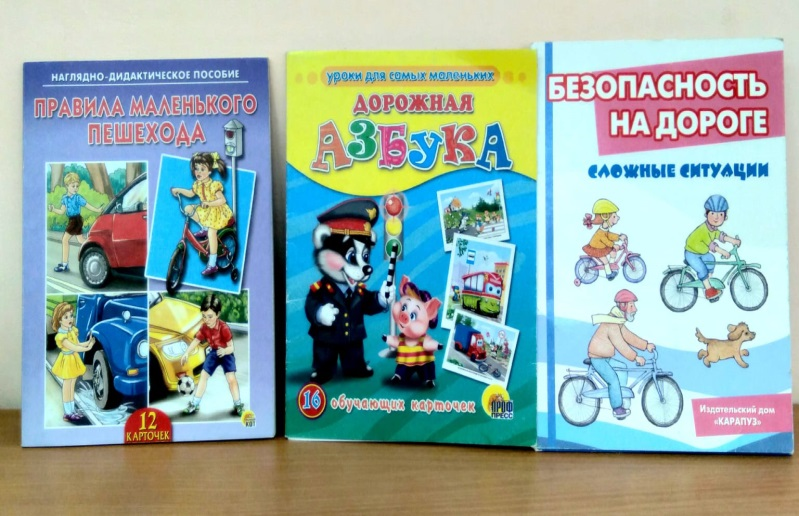 НАГЛЯДНО-ДИДАКТИЧЕСКОЕ ПОСОБИЕ
ПРАВИЛА МАЛЕНЬКОГО
ПЕШЕХОДА
12
КАРТОЧЕК
КОТ
уроки для самых маленьких
ДОРОЖНАЯ
АЗБУКА
16 обучающих карточек
ПРОФ
ПРЕСС
БЕЗОПАСНОСТЬ
НА ДОРОГЕ
СЛОЖНЫЕ СИТУАЦИИ
Издательский дом
«КАРАПУЗ»